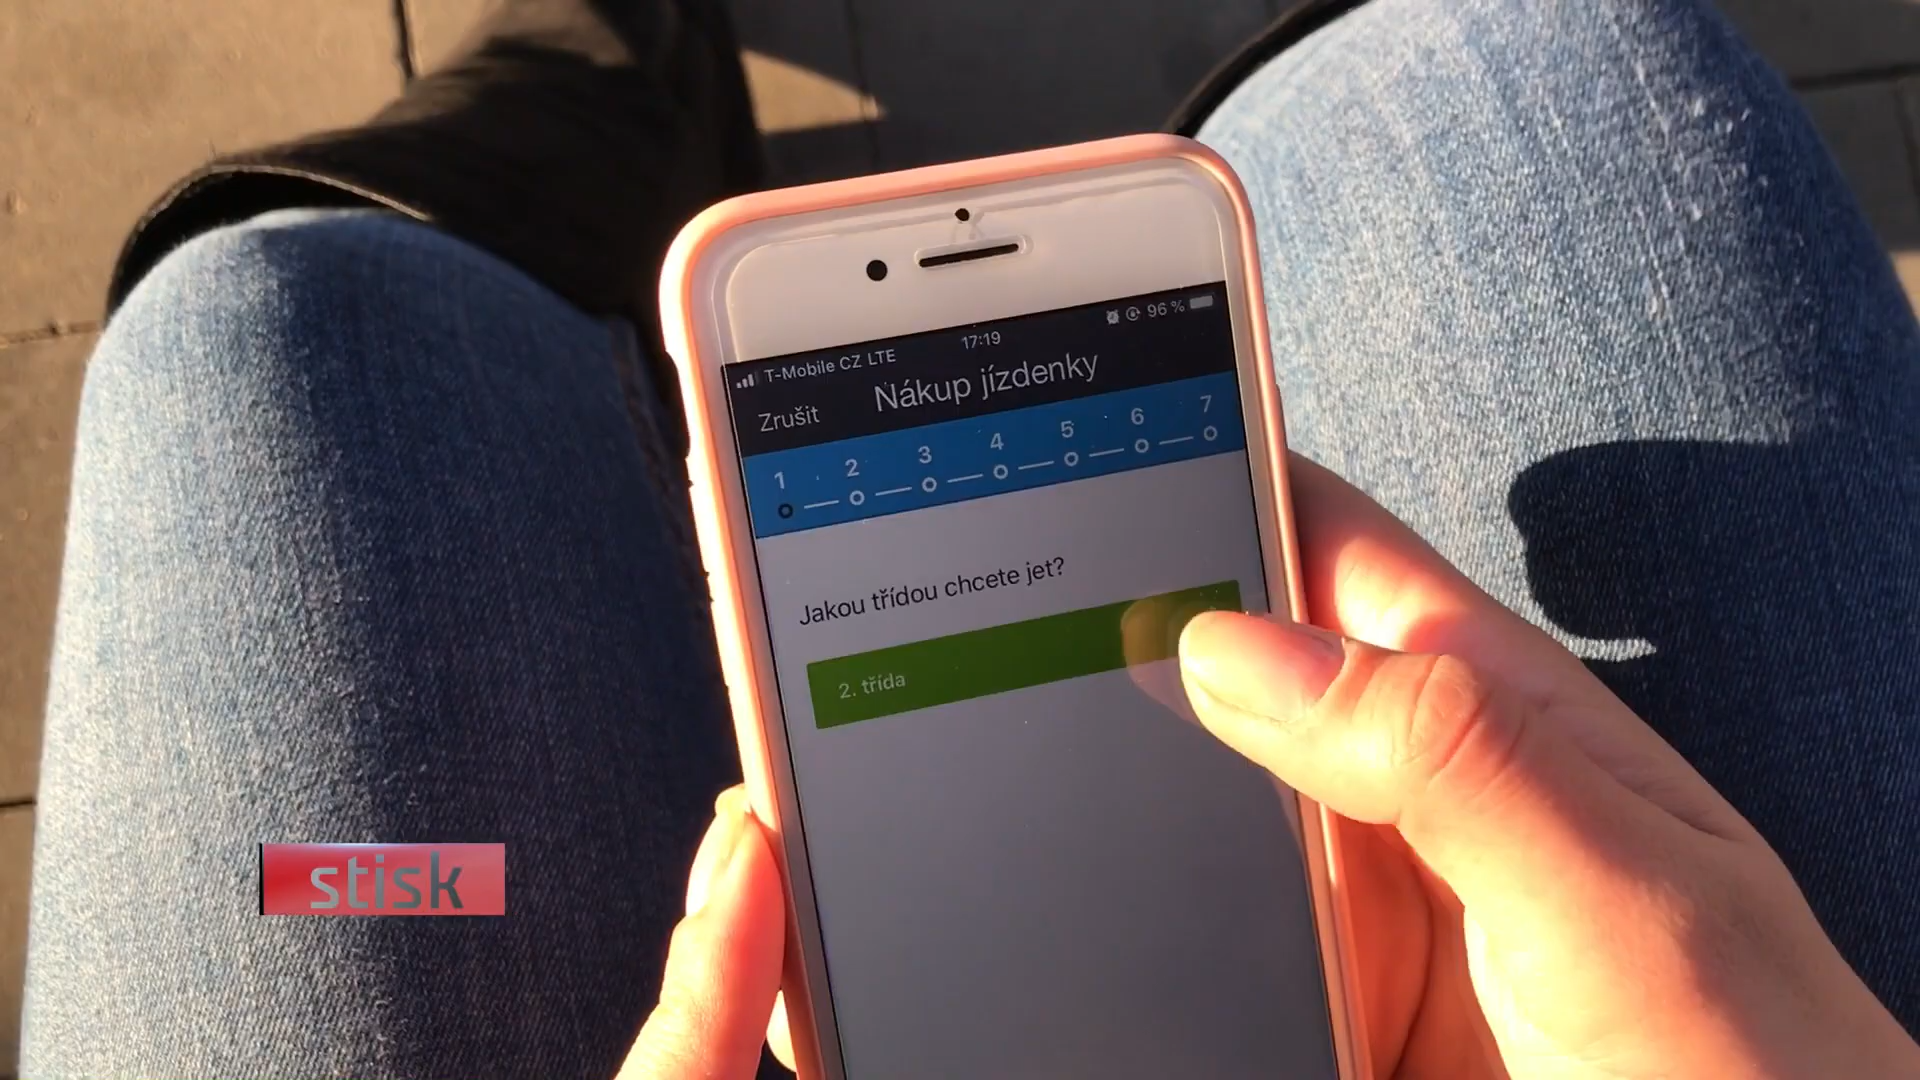 T-Mobile CZ LTE 17:19 96 %
Zrušit Nákup jízdenky
1 2 3 4 5 6 7
Jakou třídou chcete jet?
2. třída
stisk